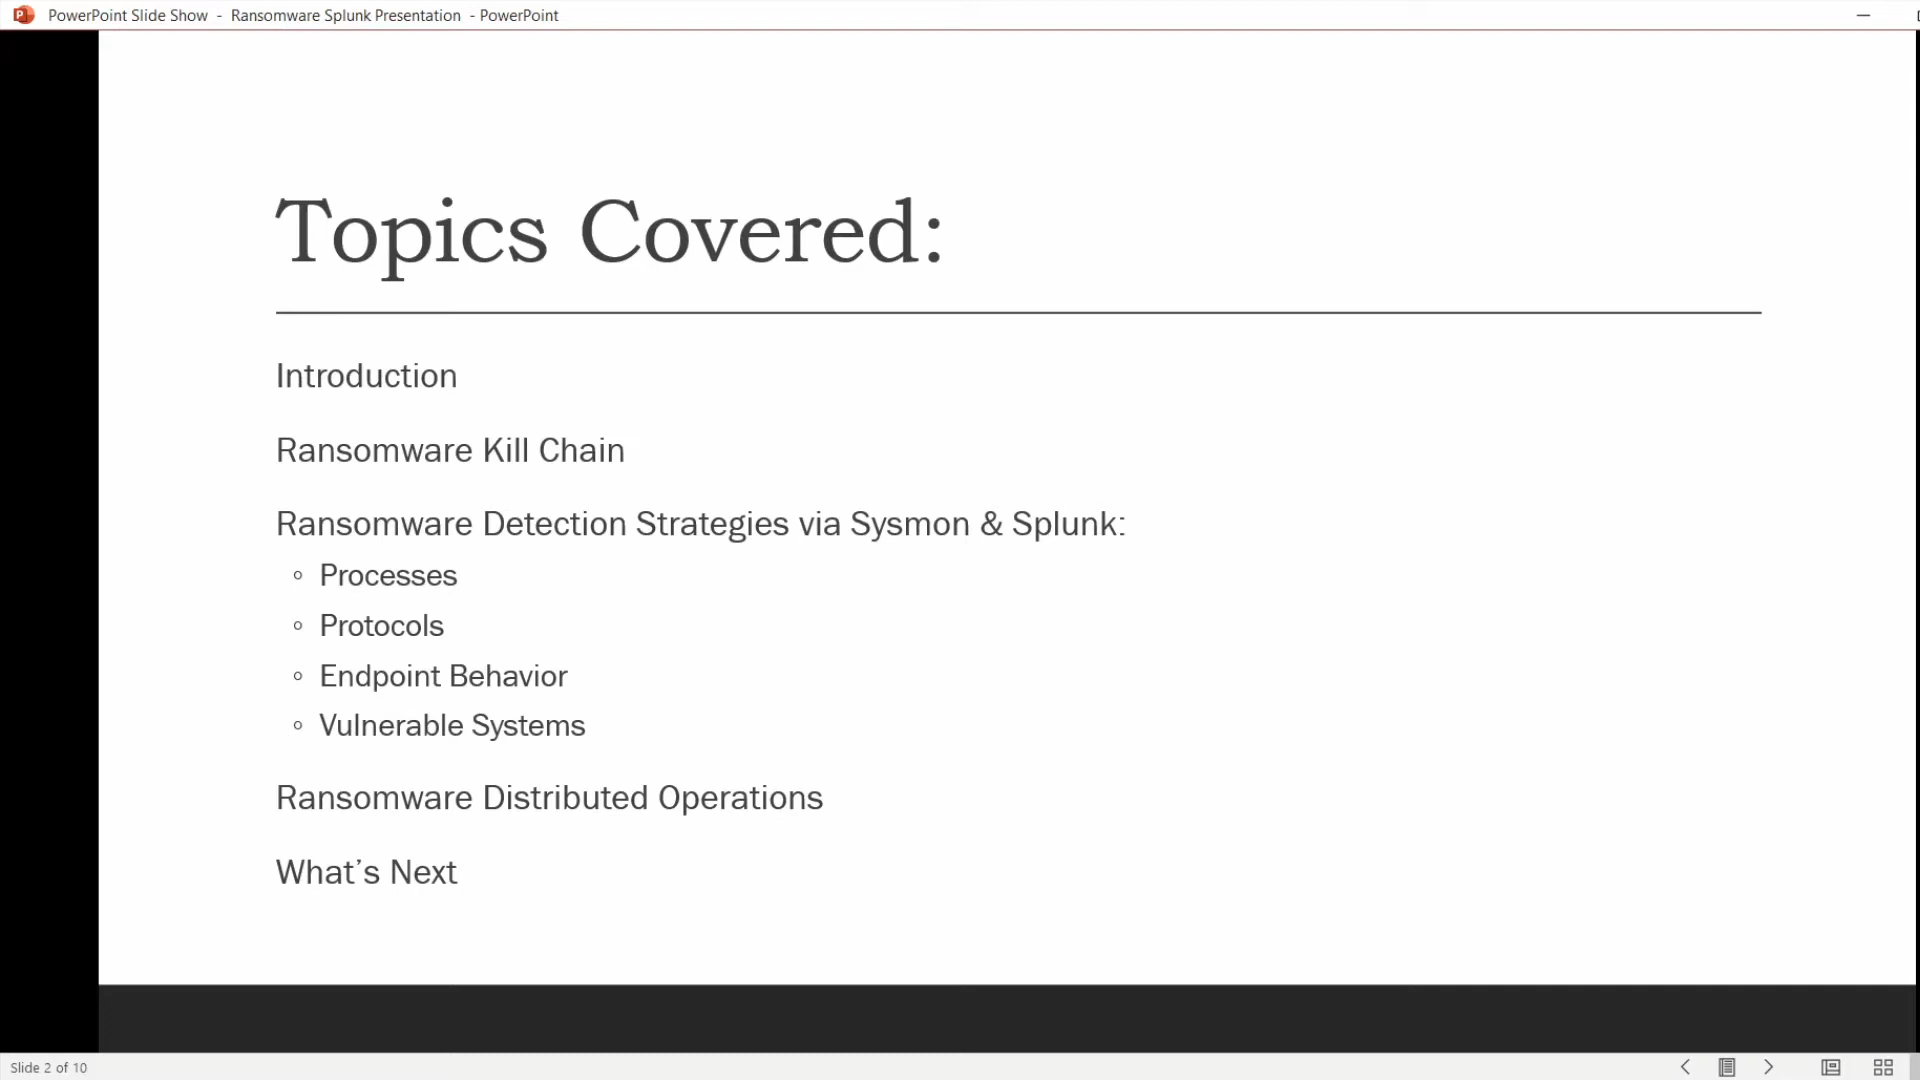 PowerPoint Slide Show - Ransomware Splunk Presentation - PowerPoint
Topics Covered:
Introduction
Ransomware Kill Chain
Ransomware Detection Strategies via Sysmon & Splunk:
◦ Processes
◦ Protocols
◦ Endpoint Behavior
◦ Vulnerable Systems
Ransomware Distributed Operations
What’s Next
Slide 2 of 10